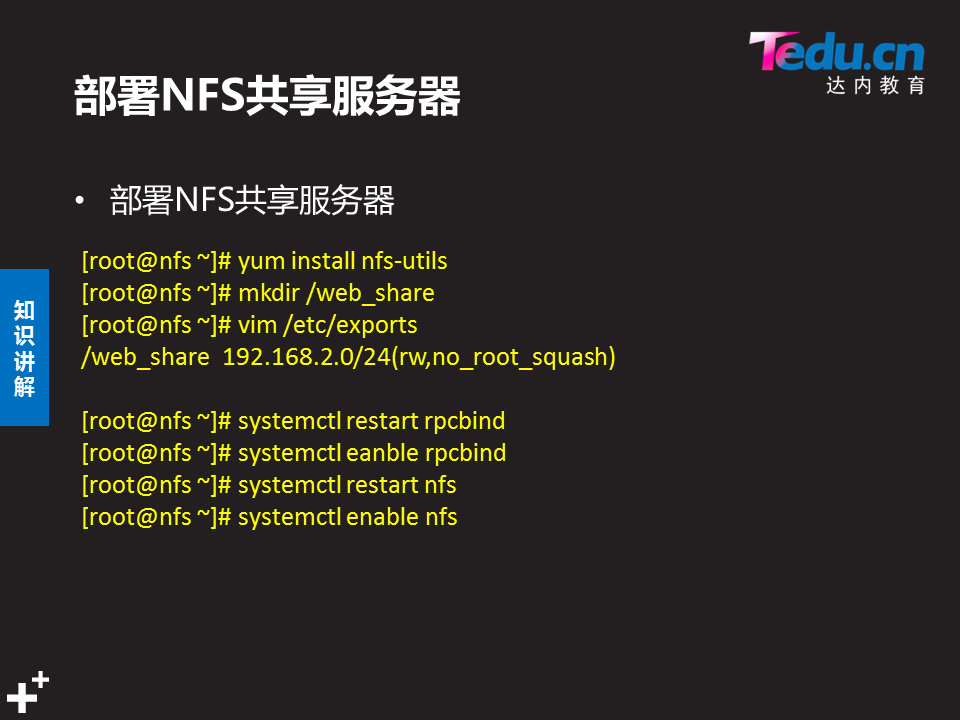 Tedu.cn
达内教育
部署NFS共享服务器
• 部署NFS共享服务器
[root@nfs ~]# yum install nfs-utils
[root@nfs ~]# mkdir /web_share
[root@nfs ~]# vim /etc/exports
/web_share  192.168.2.0/24(rw,no_root_squash)
[root@nfs ~]# systemctl restart rpcbind
[root@nfs ~]# systemctl eanble rpcbind
[root@nfs ~]# systemctl restart nfs
[root@nfs ~]# systemctl enable nfs
知
识
讲
解